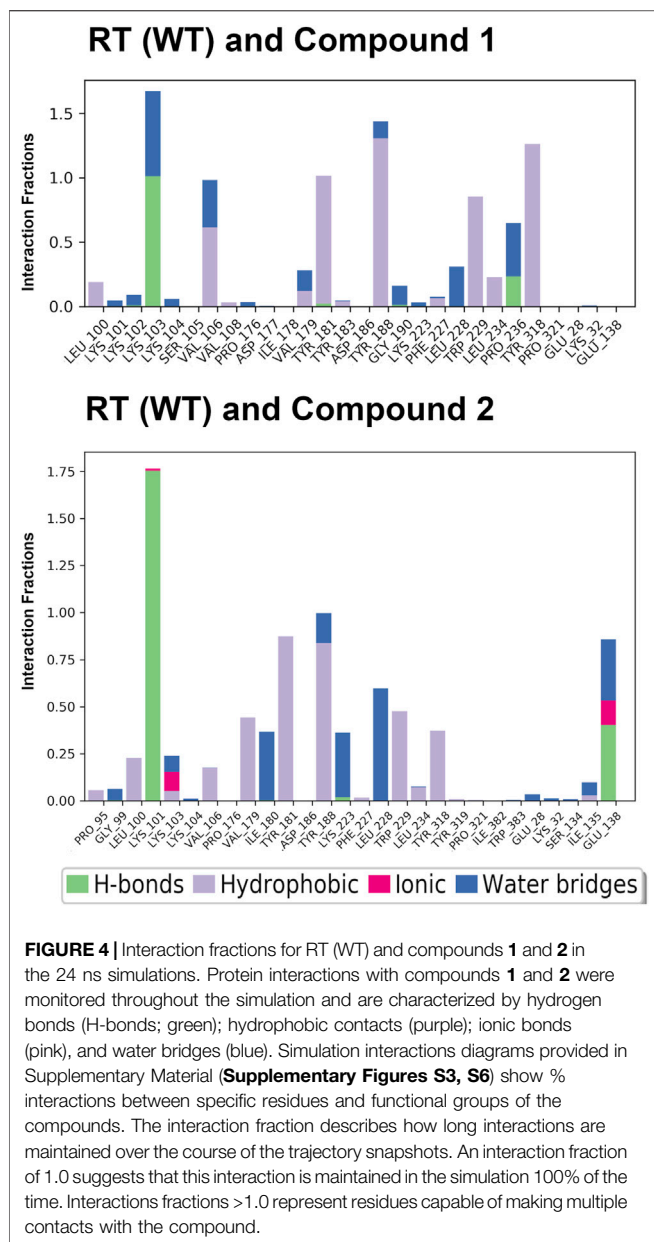 RT (WT) and Compound 1
1.5
1.0
0.5
0.0
Interaction Fractions
LEU_100
LYS_101
LYS_102
LYS_103
LYS_104
SER_105
VAL_106
VAL_108
PRO_176
ASP_177
ILE_178
VAL_179
TYR_181
TYR_183
ASP_186
TYR_188
GLY_190
LYS_223
PHE_227
LEU_228
TRP_229
LEU_234
PRO_236
TYR_318
PRO_321
GLU_28
LYS_32
GLU_138
RT (WT) and Compound 2
1.75
1.50
1.25
1.00
0.75
0.50
0.25
0.00
Interaction Fractions
PRO_95
GLY_99
LEU_100
LYS_101
LYS_103
LYS_104
VAL_106
PRO_176
VAL_179
ILE_180
TYR_181
ASP_186
TYR_188
LYS_223
PHE_227
LEU_228
TRP_229
LEU_234
TYR_318
TYR_319
PRO_321
ILE_382
TRP_383
GLU_28
LYS_32
SER_134
ILE_135
GLU_138
H-bonds Hydrophobic Ionic Water bridges
FIGURE 4 | Interaction fractions for RT (WT) and compounds 1 and 2 in
the 24 ns simulations. Protein interactions with compounds 1 and 2 were
monitored throughout the simulation and are characterized by hydrogen
bonds (H-bonds; green); hydrophobic contacts (purple); ionic bonds
(pink), and water bridges (blue). Simulation interactions diagrams provided in
Supplementary Material (Supplementary Figures S3, S6) show %
interactions between specific residues and functional groups of the
compounds. The interaction fraction describes how long interactions are
maintained over the course of the trajectory snapshots. An interaction fraction
of 1.0 suggests that this interaction is maintained in the simulation 100% of the
time. Interactions fractions >1.0 represent residues capable of making multiple
contacts with the compound.